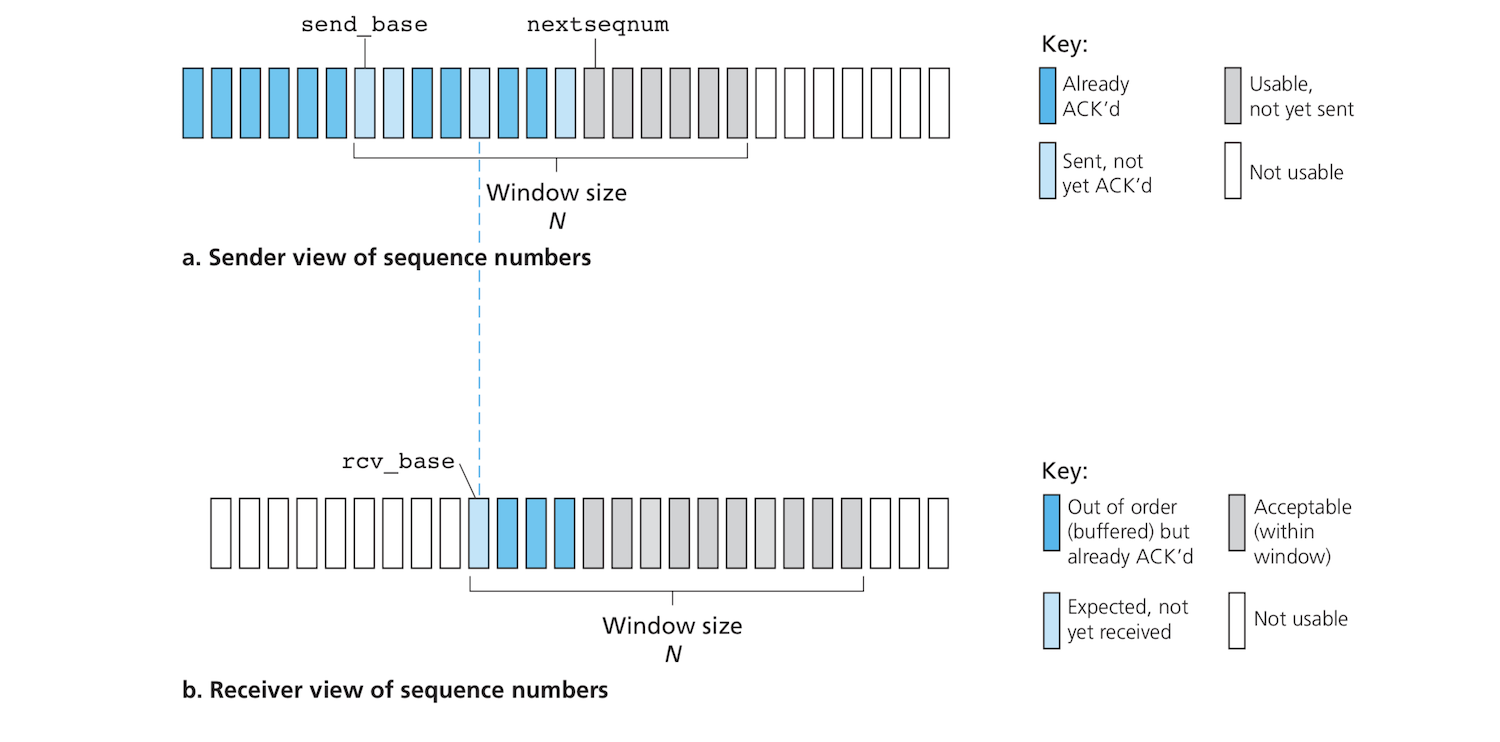 send_base
nextseqnum
Key:
Already
ACK’d
Usable,
not yet sent
Sent, not
yet ACK’d
Not usable
Window size
N
a. Sender view of sequence numbers
rcv_base
Key:
Out of order
(buffered) but
already ACK’d
Acceptable
(within
window)
Expected, not
yet received
Not usable
Window size
N
b. Receiver view of sequence numbers